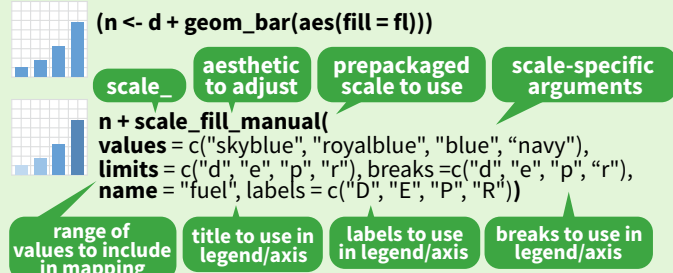 (n <- d + geom_bar(aes(fill = fl)))
scale_
aesthetic
to adjust
prepackaged
scale to use
scale-specific
arguments
n + scale_fill_manual(
values = c("skyblue", "royalblue", "blue", “navy"),
limits = c("d", "e", "p", "r"), breaks =c("d", "e", "p", “r"),
name = "fuel", labels = c("D", "E", "P", "R"))
range of
values to include
in mapping
title to use in
legend/axis
labels to use
in legend/axis
breaks to use in
legend/axis